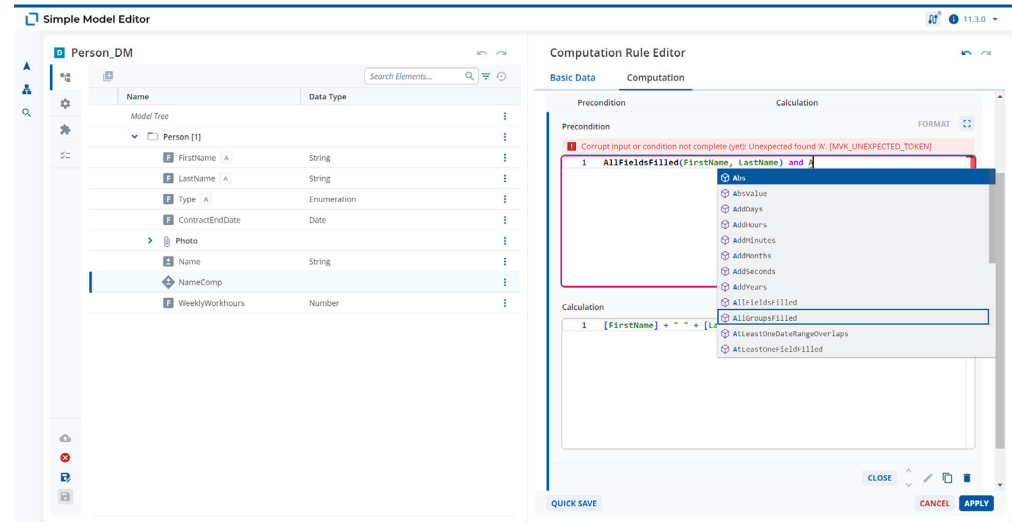 Simple Model Editor
11.3.0
D Person_DM
Search Elements...
Name Data Type
Model Tree
Person [1]
F FirstName A String
F LastName A String
F Type A Enumeration
F ContractEndDate Date
Photo
Name String
NameComp
F WeeklyWorkhours Number
Computation Rule Editor
Basic Data Computation
Precondition Calculation
Precondition FORMAT
Corrupt input or condition not complete (yet): Unexpected found 'A'. [MVK_UNEXPECTED_TOKEN]
1 AllFieldsFilled(FirstName, LastName) and A
Abs
AbsValue
AddDays
AddHours
AddMinutes
AddMonths
AddSeconds
AddYears
AllFieldsFilled
AllGroupsFilled
AtLeastOneDateRangeOverlaps
AtLeastOneFieldFilled
Calculation
1 [FirstName] + " " + [La
CLOSE
QUICK SAVE CANCEL APPLY